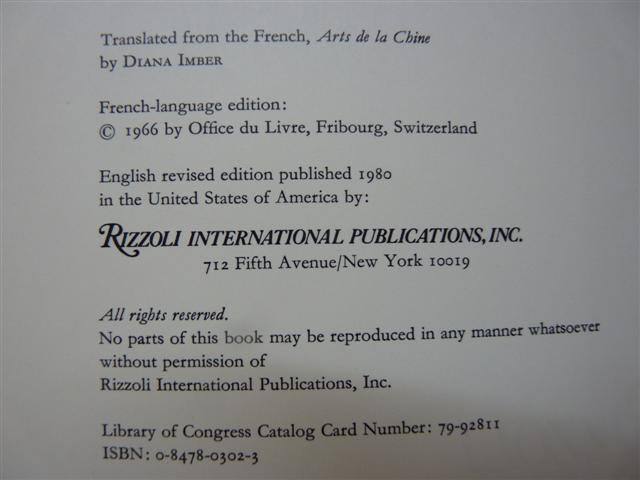 Translated from the French, Arts de la Chine
by DIANA IMBER
French-language edition:
© 1966 by Office du Livre, Fribourg, Switzerland
English revised edition published 1980
in the United States of America by:
RIZZOLI INTERNATIONAL PUBLICATIONS, INC.
712 Fifth Avenue/New York 10019
All rights reserved.
No parts of this book may be reproduced in any manner whatsoever
without permission of
Rizzoli International Publications, Inc.
Library of Congress Catalog Card Number: 79-92811
ISBN: 0-8478-0302-3